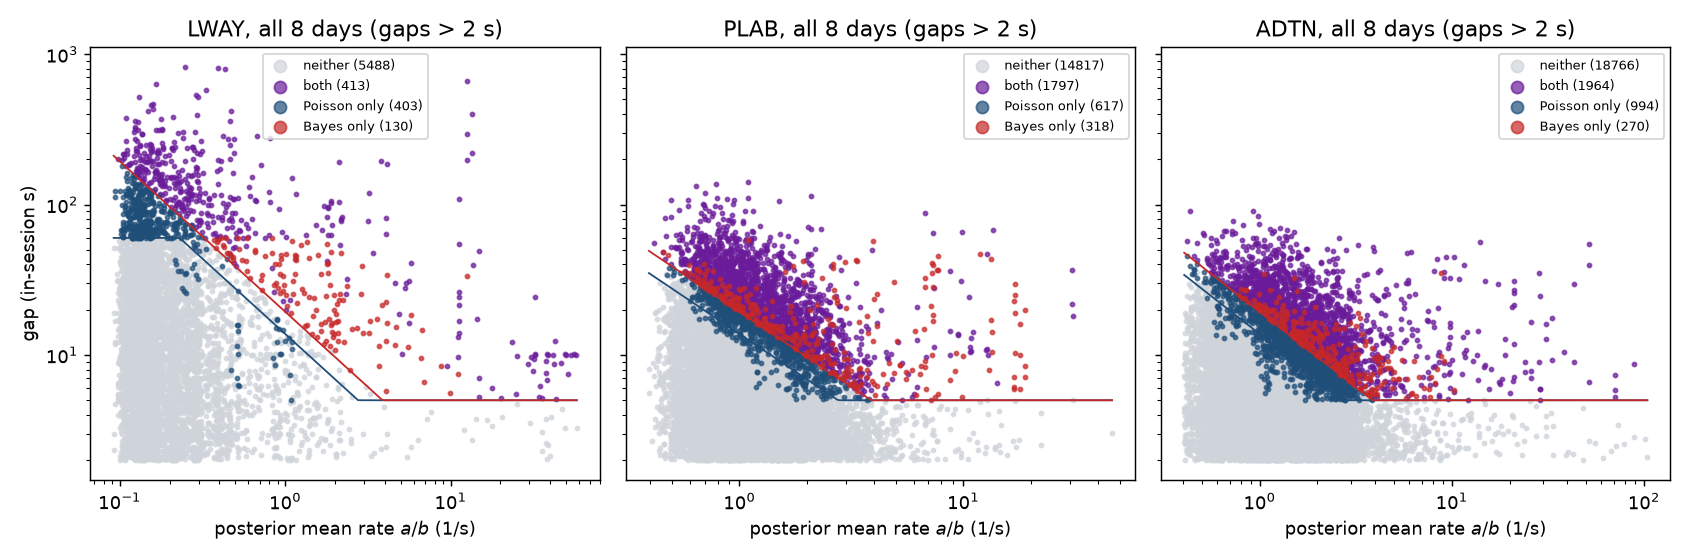 LWAY, all 8 days (gaps > 2 s)
PLAB, all 8 days (gaps > 2 s)
ADTN, all 8 days (gaps > 2 s)
neither (5488)
both (413)
Poisson only (403)
Bayes only (130)
neither (14817)
both (1797)
Poisson only (617)
Bayes only (318)
neither (18766)
both (1964)
Poisson only (994)
Bayes only (270)
gap (in-session s)
10³
10²
10¹
10⁻¹
10⁰
10¹
10⁰
10¹
10⁰
10¹
10²
posterior mean rate a/b (1/s)
posterior mean rate a/b (1/s)
posterior mean rate a/b (1/s)